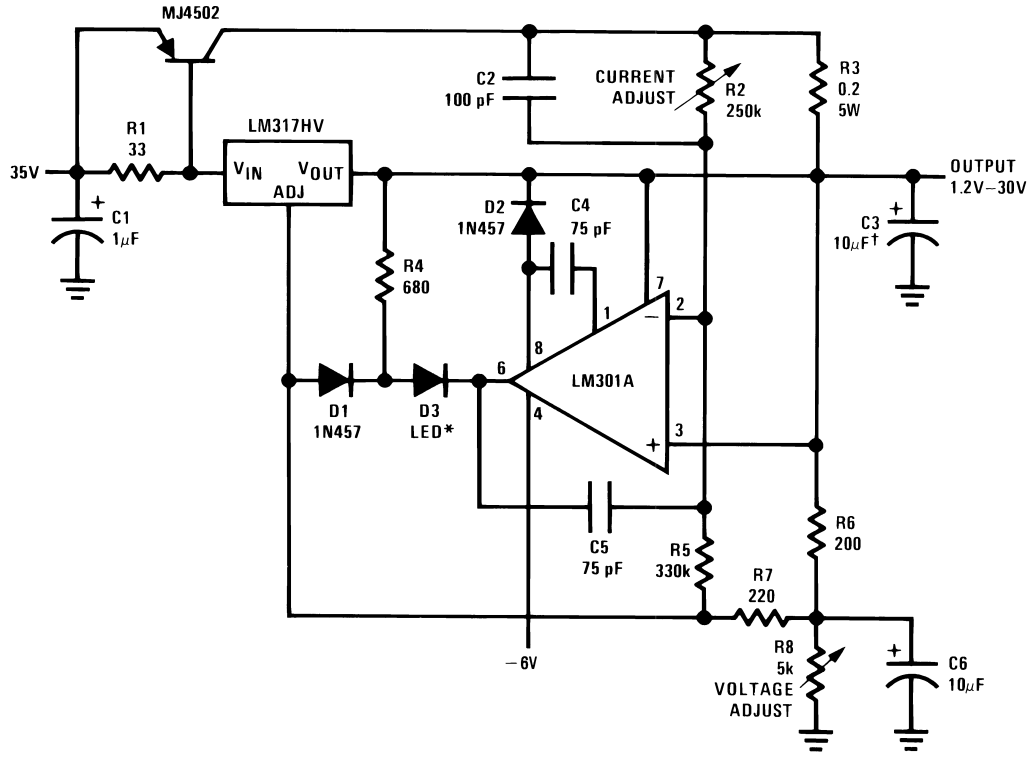 MJ4502
R1
33
LM317HV
VIN
VOUT
ADJ
35V
+
C1
1µF
C2
100 pF
CURRENT
ADJUST
R2
250k
R3
0.2
5W
OUTPUT
1.2V–30V
+
C3
10µF†
D2
1N457
C4
75 pF
R4
680
7
2
1
−
8
6
LM301A
4
3
+
D1
1N457
D3
LED*
C5
75 pF
R5
330k
R6
200
R7
220
−6V
R8
5k
VOLTAGE
ADJUST
+
C6
10µF